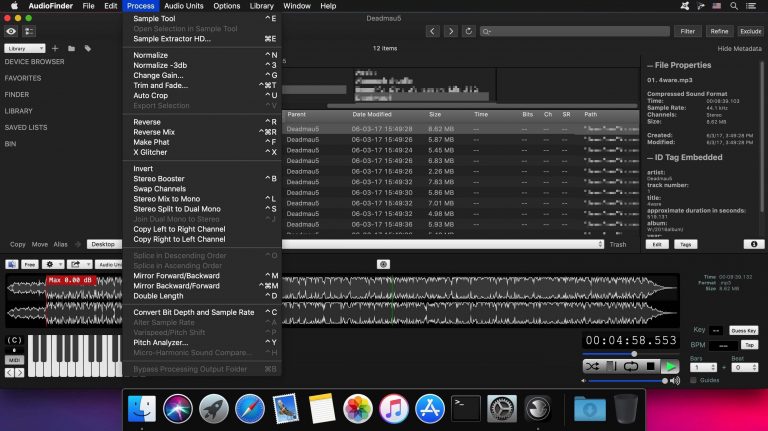 AudioFinder File Edit Process Audio Units Options Library Window Help
Deadmau5
Library
Filter Refine Exclude
12 items
Hide Metadata
DEVICE BROWSER
FAVORITES
FINDER
LIBRARY
SAVED LISTS
BIN
Sample Tool ^E
Open Selection in Sample Tool
Sample Extractor HD... ⌘E
Normalize ^N
Normalize -3db ^3
Change Gain... ^G
Trim and Fade... ^⌘T
Auto Crop ^U
Export Selection ^V
Reverse ^R
Reverse Mix ^⌘R
Make Phat ^F
X Glitcher ^X
Invert
Stereo Booster ^B
Swap Channels
Stereo Mix to Mono ^L
Stereo Split to Dual Mono ^S
Join Dual Mono to Stereo ^J
Copy Left to Right Channel
Copy Right to Left Channel
Splice in Descending Order ^O
Splice in Ascending Order
Mirror Forward/Backward ^M
Mirror Backward/Forward ^⌘M
Double Length ^D
Convert Bit Depth and Sample Rate ^C
Alter Sample Rate ^A
Varispeed/Pitch Shift ^P
Pitch Analyzer... ^Y
Micro-Harmonic Sound Compare... ^H
Bypass Processing Output Folder ⌘B
Parent Date Modified Size Time Bits Ch SR Path
Deadmau5 06-03-17 15:49:28 8.62 MB -- -- -- --
Deadmau5 06-03-17 15:49:26 5.87 MB -- -- -- --
Deadmau5 06-03-17 15:49:24 5.45 MB -- -- -- --
Deadmau5 06-03-17 15:49:26 6.83 MB -- -- -- --
Deadmau5 06-03-17 15:49:26 2.26 MB -- -- -- --
Deadmau5 06-03-17 15:49:32 8.43 MB -- -- -- --
Deadmau5 06-03-17 15:49:32 7.20 MB -- -- -- --
Deadmau5 06-03-17 15:49:30 7.31 MB -- -- -- --
Deadmau5 06-03-17 15:49:32 4.98 MB -- -- -- --
Deadmau5 06-03-17 15:49:30 5.93 MB -- -- -- --
File Properties
01. 4ware.mp3
Compressed Sound Format
Time: 00:08:39.103
Sample Rate: 44.1 kHz
Channels: Stereo
Size: 8.62 MB
Created: 6/3/17, 3:49:28 PM
Modified: 6/3/17, 3:49:28 PM
ID Tag Embedded
artist:
Deadmau5
track number:
1
title:
4ware
approximate duration in seconds:
519.131
album:
W:/2016album/
Edit Tags
Copy Move Alias Desktop
Trash
Free Audio Unit
Max 0.00 dB
Time 00:08:39.132
Format .mp3
Size 8.62 MB
(C)
MIDI
00:04:58.553
Key -- Guess Key
BPM -- Tap
Bars Beat
1 + 0
Guides